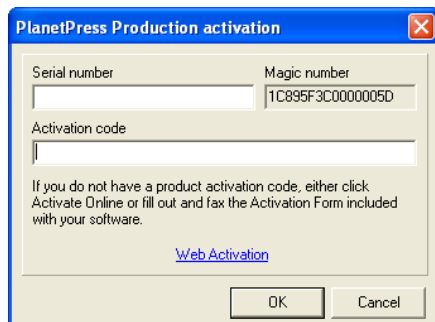 PlanetPress Production activation
Serial number
Magic number
1C895F3C0000005D
Activation code
If you do not have a product activation code, either click
Activate Online or fill out and fax the Activation Form included
with your software.
Web Activation
OK
Cancel